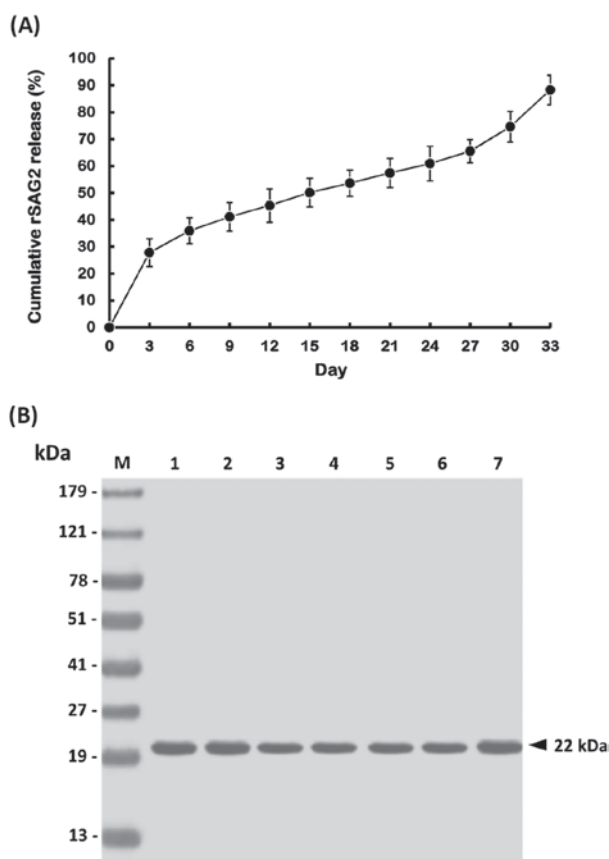 (A)
Cumulative rSAG2 release (%)
100
90
80
70
60
50
40
30
20
10
0
0 3 6 9 12 15 18 21 24 27 30 33
Day
(B)
kDa M 1 2 3 4 5 6 7
179 -
121 -
78 -
51 -
41 -
27 -
22 kDa
19 -
13 -